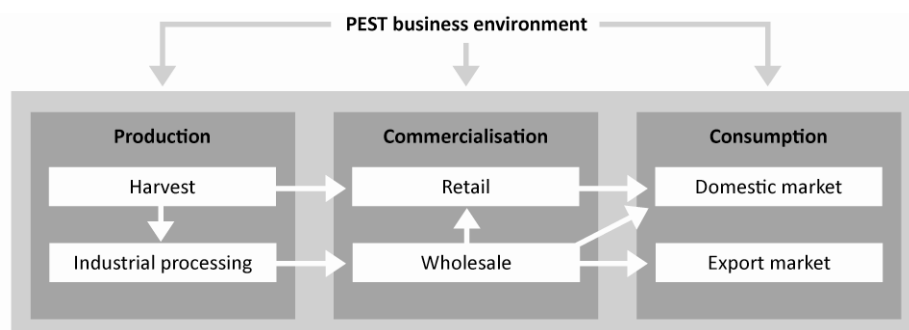 PEST business environment
Production
Commercialisation
Consumption
Harvest
Retail
Domestic market
Industrial processing
Wholesale
Export market